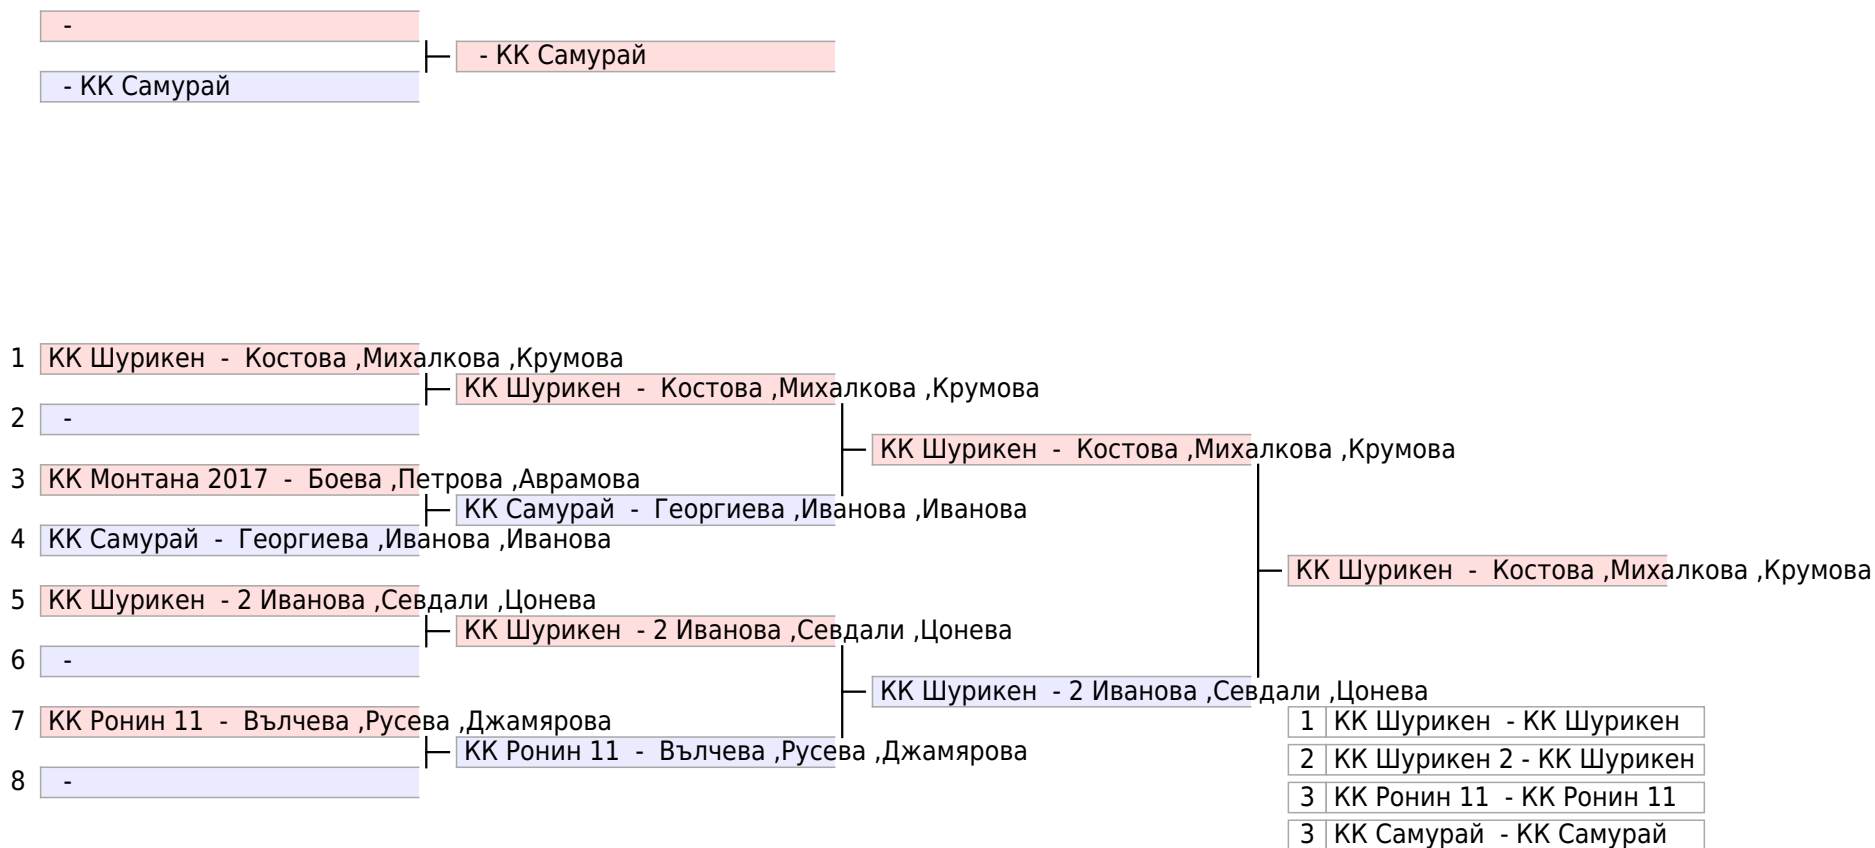 -
- КК Самурай
- КК Самурай
1 КК Шурикен - Костова ,Михалкова ,Крумова
КК Шурикен - Костова ,Михалкова ,Крумова
2 -
КК Шурикен - Костова ,Михалкова ,Крумова
3 КК Монтана 2017 - Боева ,Петрова ,Аврамова
КК Самурай - Георгиева ,Иванова ,Иванова
4 КК Самурай - Георгиева ,Иванова ,Иванова
КК Шурикен - Костова ,Михалкова ,Крумова
5 КК Шурикен - 2 Иванова ,Севдали ,Цонева
КК Шурикен - 2 Иванова ,Севдали ,Цонева
6 -
КК Шурикен - 2 Иванова ,Севдали ,Цонева
7 КК Ронин 11 - Вълчева ,Русева ,Джамярова
КК Ронин 11 - Вълчева ,Русева ,Джамярова
8 -
1 КК Шурикен - КК Шурикен
2 КК Шурикен 2 - КК Шурикен
3 КК Ронин 11 - КК Ронин 11
3 КК Самурай - КК Самурай